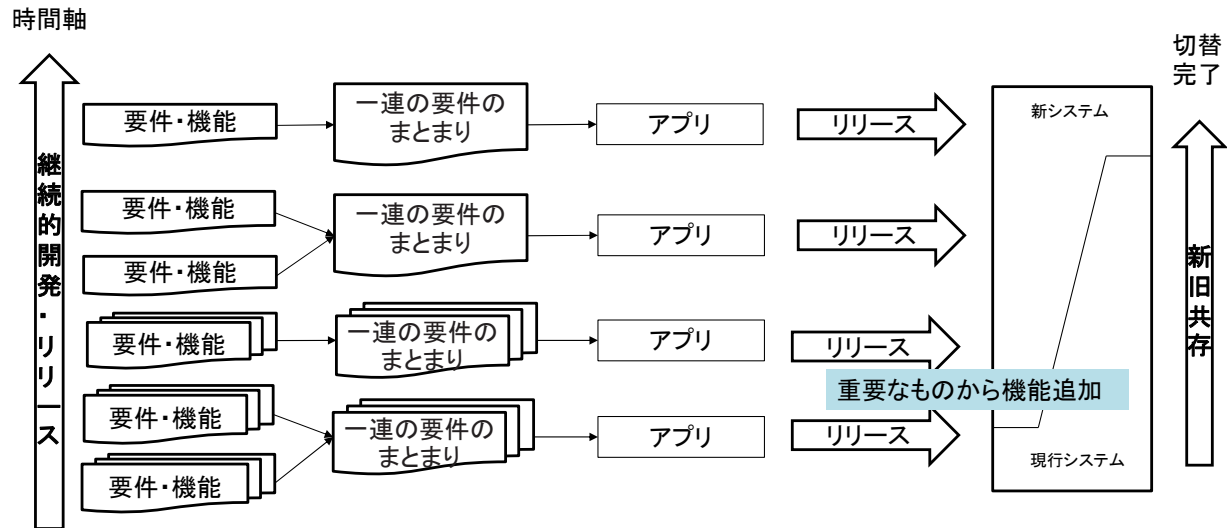 時間軸
切替
完了
継続的開発・リリース
要件・機能
一連の要件の
まとまり
アプリ
リリース
新システム
要件・機能
要件・機能
一連の要件の
まとまり
アプリ
リリース
新旧共存
要件・機能
一連の要件の
まとまり
アプリ
リリース
重要なものから機能追加
要件・機能
要件・機能
一連の要件の
まとまり
アプリ
リリース
現行システム